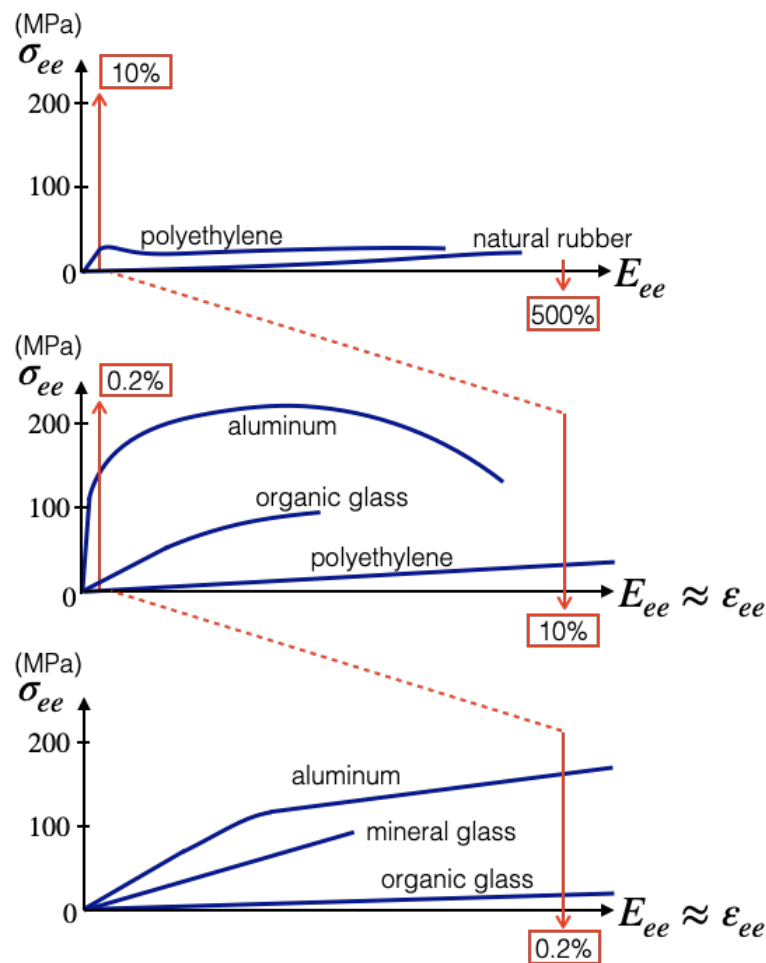 (MPa)
σee
10%
200
100
polyethylene
natural rubber
0
Eee
500%
(MPa)
σee
0.2%
200
aluminum
organic glass
100
polyethylene
0
Eee ≈ εee
10%
(MPa)
σee
200
aluminum
mineral glass
100
organic glass
0
Eee ≈ εee
0.2%